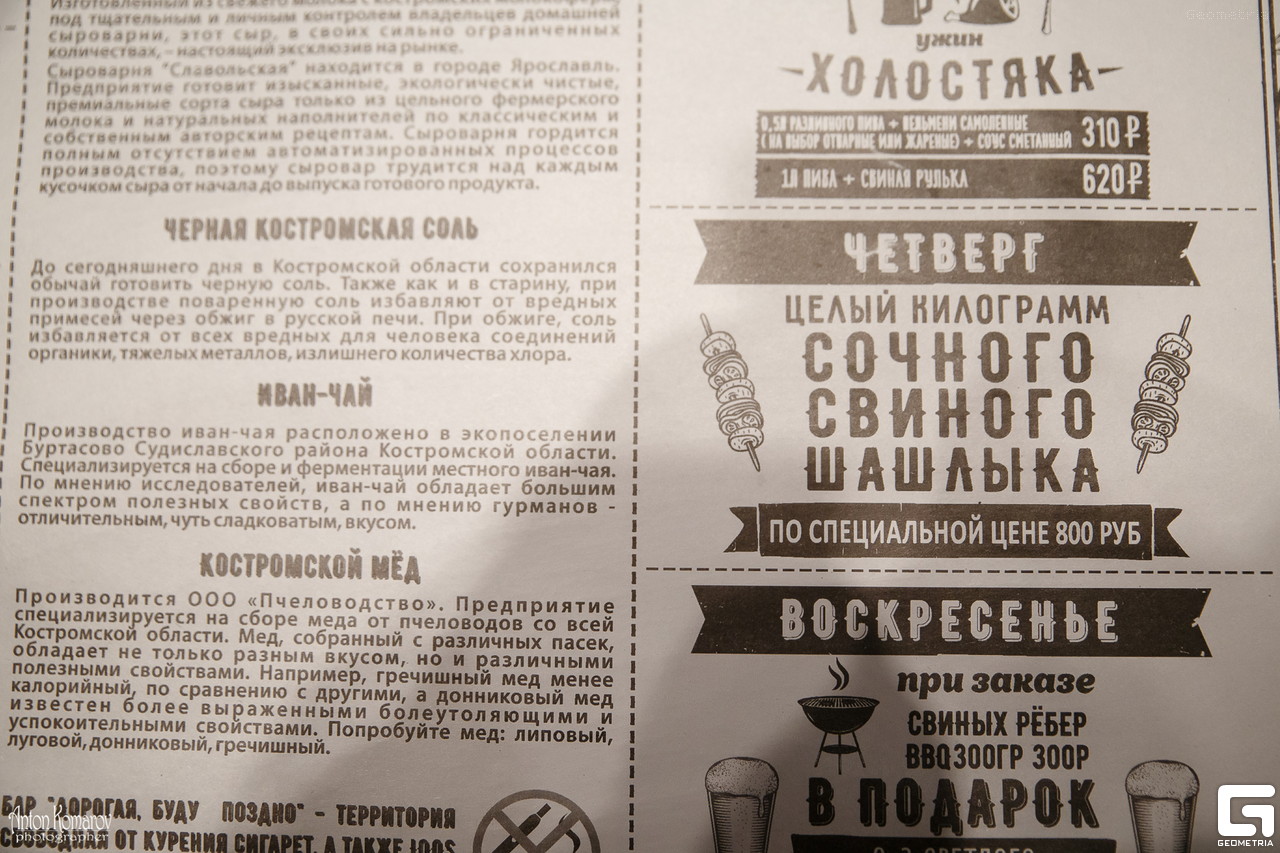 Изготовленный из свежего молока с костромских
под тщательным и личным контролем владельцев домашней
сыроварни, этот сыр, в своих сильно ограниченных
количествах, – настоящий эксклюзив на рынке.
Сыроварня "Славольская" находится в городе Ярославль.
Предприятие готовит изысканные, экологически чистые,
премиальные сорта сыра только из цельного фермерского
молока и натуральных наполнителей по классическим и
собственным авторским рецептам. Сыроварня гордится
полным отсутствием автоматизированных процессов
производства, поэтому сыровар трудится над каждым
кусочком сыра от начала до выпуска готового продукта.
ЧЕРНАЯ КОСТРОМСКАЯ СОЛЬ
До сегодняшнего дня в Костромской области сохранился
обычай готовить черную соль. Также как и в старину, при
производстве поваренную соль избавляют от вредных
примесей через обжиг в русской печи. При обжиге, соль
избавляется от всех вредных для человека соединений
органики, тяжелых металлов, излишнего количества хлора.
ИВАН-ЧАЙ
Производство иван-чая расположено в экопоселении
Буртасово Судиславского района Костромской области.
Специализируется на сборе и ферментации местного иван-чая.
По мнению исследователей, иван-чай обладает большим
спектром полезных свойств, а по мнению гурманов -
отличительным, чуть сладковатым, вкусом.
КОСТРОМСКОЙ МЁД
Производится ООО «Пчеловодство». Предприятие
специализируется на сборе меда от пчеловодов со всей
Костромской области. Мед, собранный с различных пасек,
обладает не только разным вкусом, но и различными
полезными свойствами. Например, гречишный мед менее
калорийный, по сравнению с другими, а донниковый мед
известен более выраженными болеутоляющими и
успокоительными свойствами. Попробуйте мед: липовый,
луговой, донниковый, гречишный.
БАР "ДОРОГАЯ, БУДУ ПОЗДНО" - ТЕРРИТОРИЯ
СВОБОДНАЯ ОТ КУРЕНИЯ СИГАРЕТ, А ТАКЖЕ IQOS
ужин
ХОЛОСТЯКА
0,5Л РАЗЛИВНОГО ПИВА + ПЕЛЬМЕНИ САМОЛЕПНЫЕ
( НА ВЫБОР ОТВАРНЫЕ ИЛИ ЖАРЕНЫЕ) + СОУС СМЕТАННЫЙ 310 ₽
1Л ПИВА + СВИНАЯ РУЛЬКА 620₽
ЧЕТВЕРГ
ЦЕЛЫЙ КИЛОГРАММ
СОЧНОГО
СВИНОГО
ШАШЛЫКА
ПО СПЕЦИАЛЬНОЙ ЦЕНЕ 800 РУБ
ВОСКРЕСЕНЬЕ
при заказе
СВИНЫХ РЁБЕР
BBQ300ГР 300Р
В ПОДАРОК
Anton Komarov
photographer
GEOMETRIA
Geometria